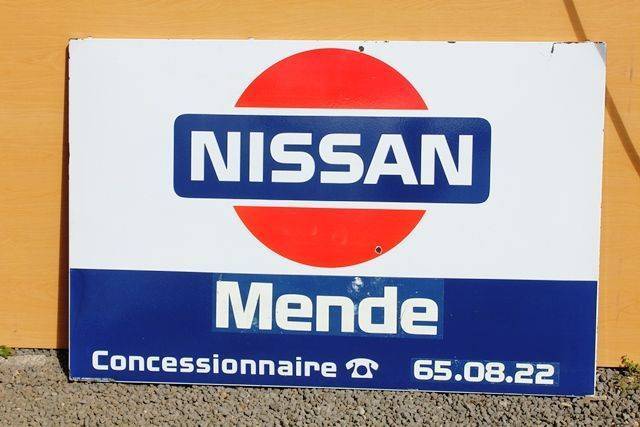 NISSAN
Mende
Concessionnaire ☎ 65.08.22